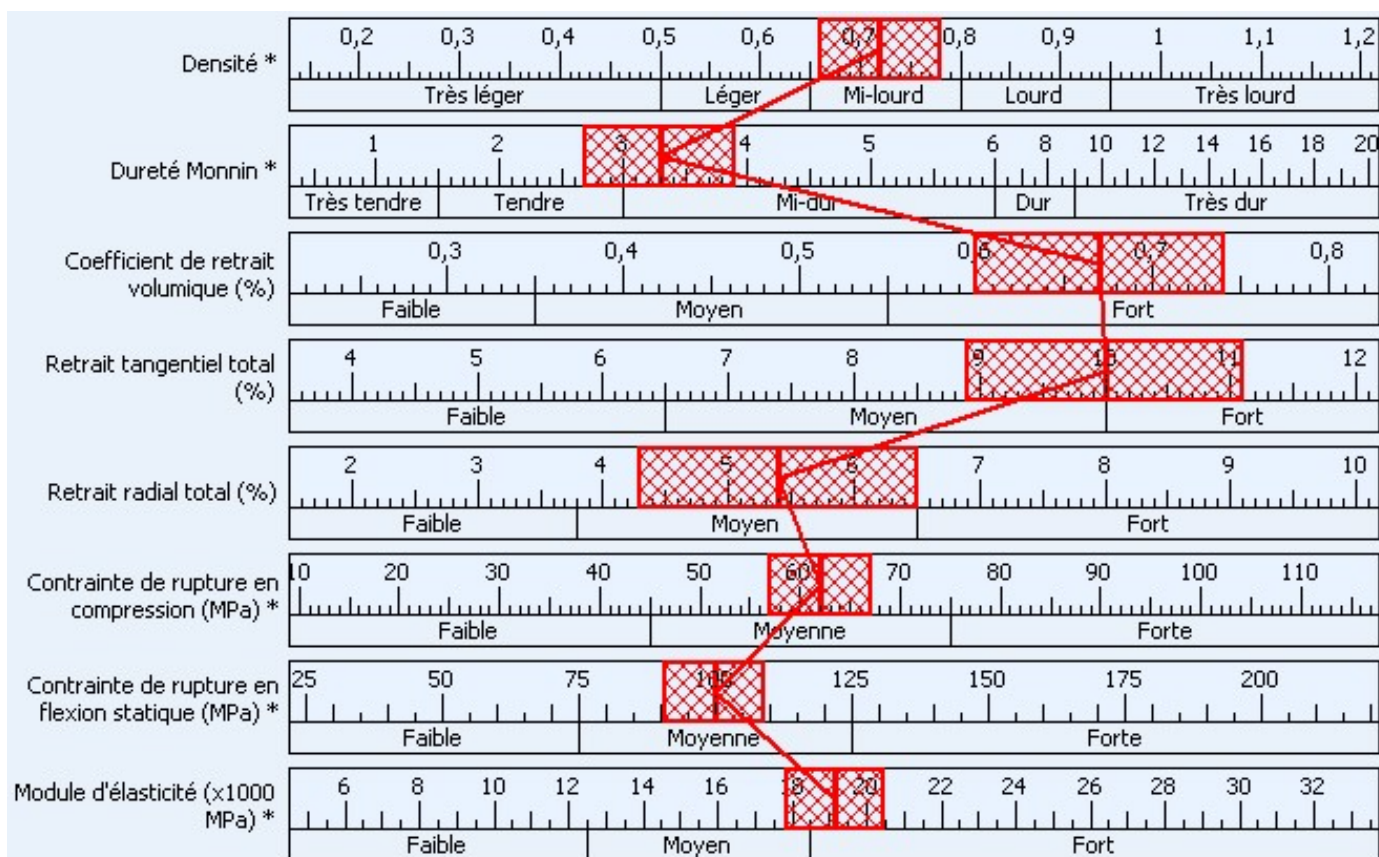 Densité *
0,2 0,3 0,4 0,5 0,6 0,7 0,8 0,9 1 1,1 1,2
Très léger Léger Mi-lourd Lourd Très lourd
Dureté Monnin *
1 2 3 4 5 6 8 10 12 14 16 18 20
Très tendre Tendre Mi-dur Dur Très dur
Coefficient de retrait
volumique (%)
0,3 0,4 0,5 0,6 0,7 0,8
Faible Moyen Fort
Retrait tangentiel total
(%)
4 5 6 7 8 9 10 11 12
Faible Moyen Fort
Retrait radial total (%)
2 3 4 5 6 7 8 9 10
Faible Moyen Fort
Contrainte de rupture en
compression (MPa) *
10 20 30 40 50 60 70 80 90 100 110
Faible Moyenne Forte
Contrainte de rupture en
flexion statique (MPa) *
25 50 75 100 125 150 175 200
Faible Moyenne Forte
Module d'élasticité (x1000
MPa) *
6 8 10 12 14 16 18 20 22 24 26 28 30 32
Faible Moyen Fort